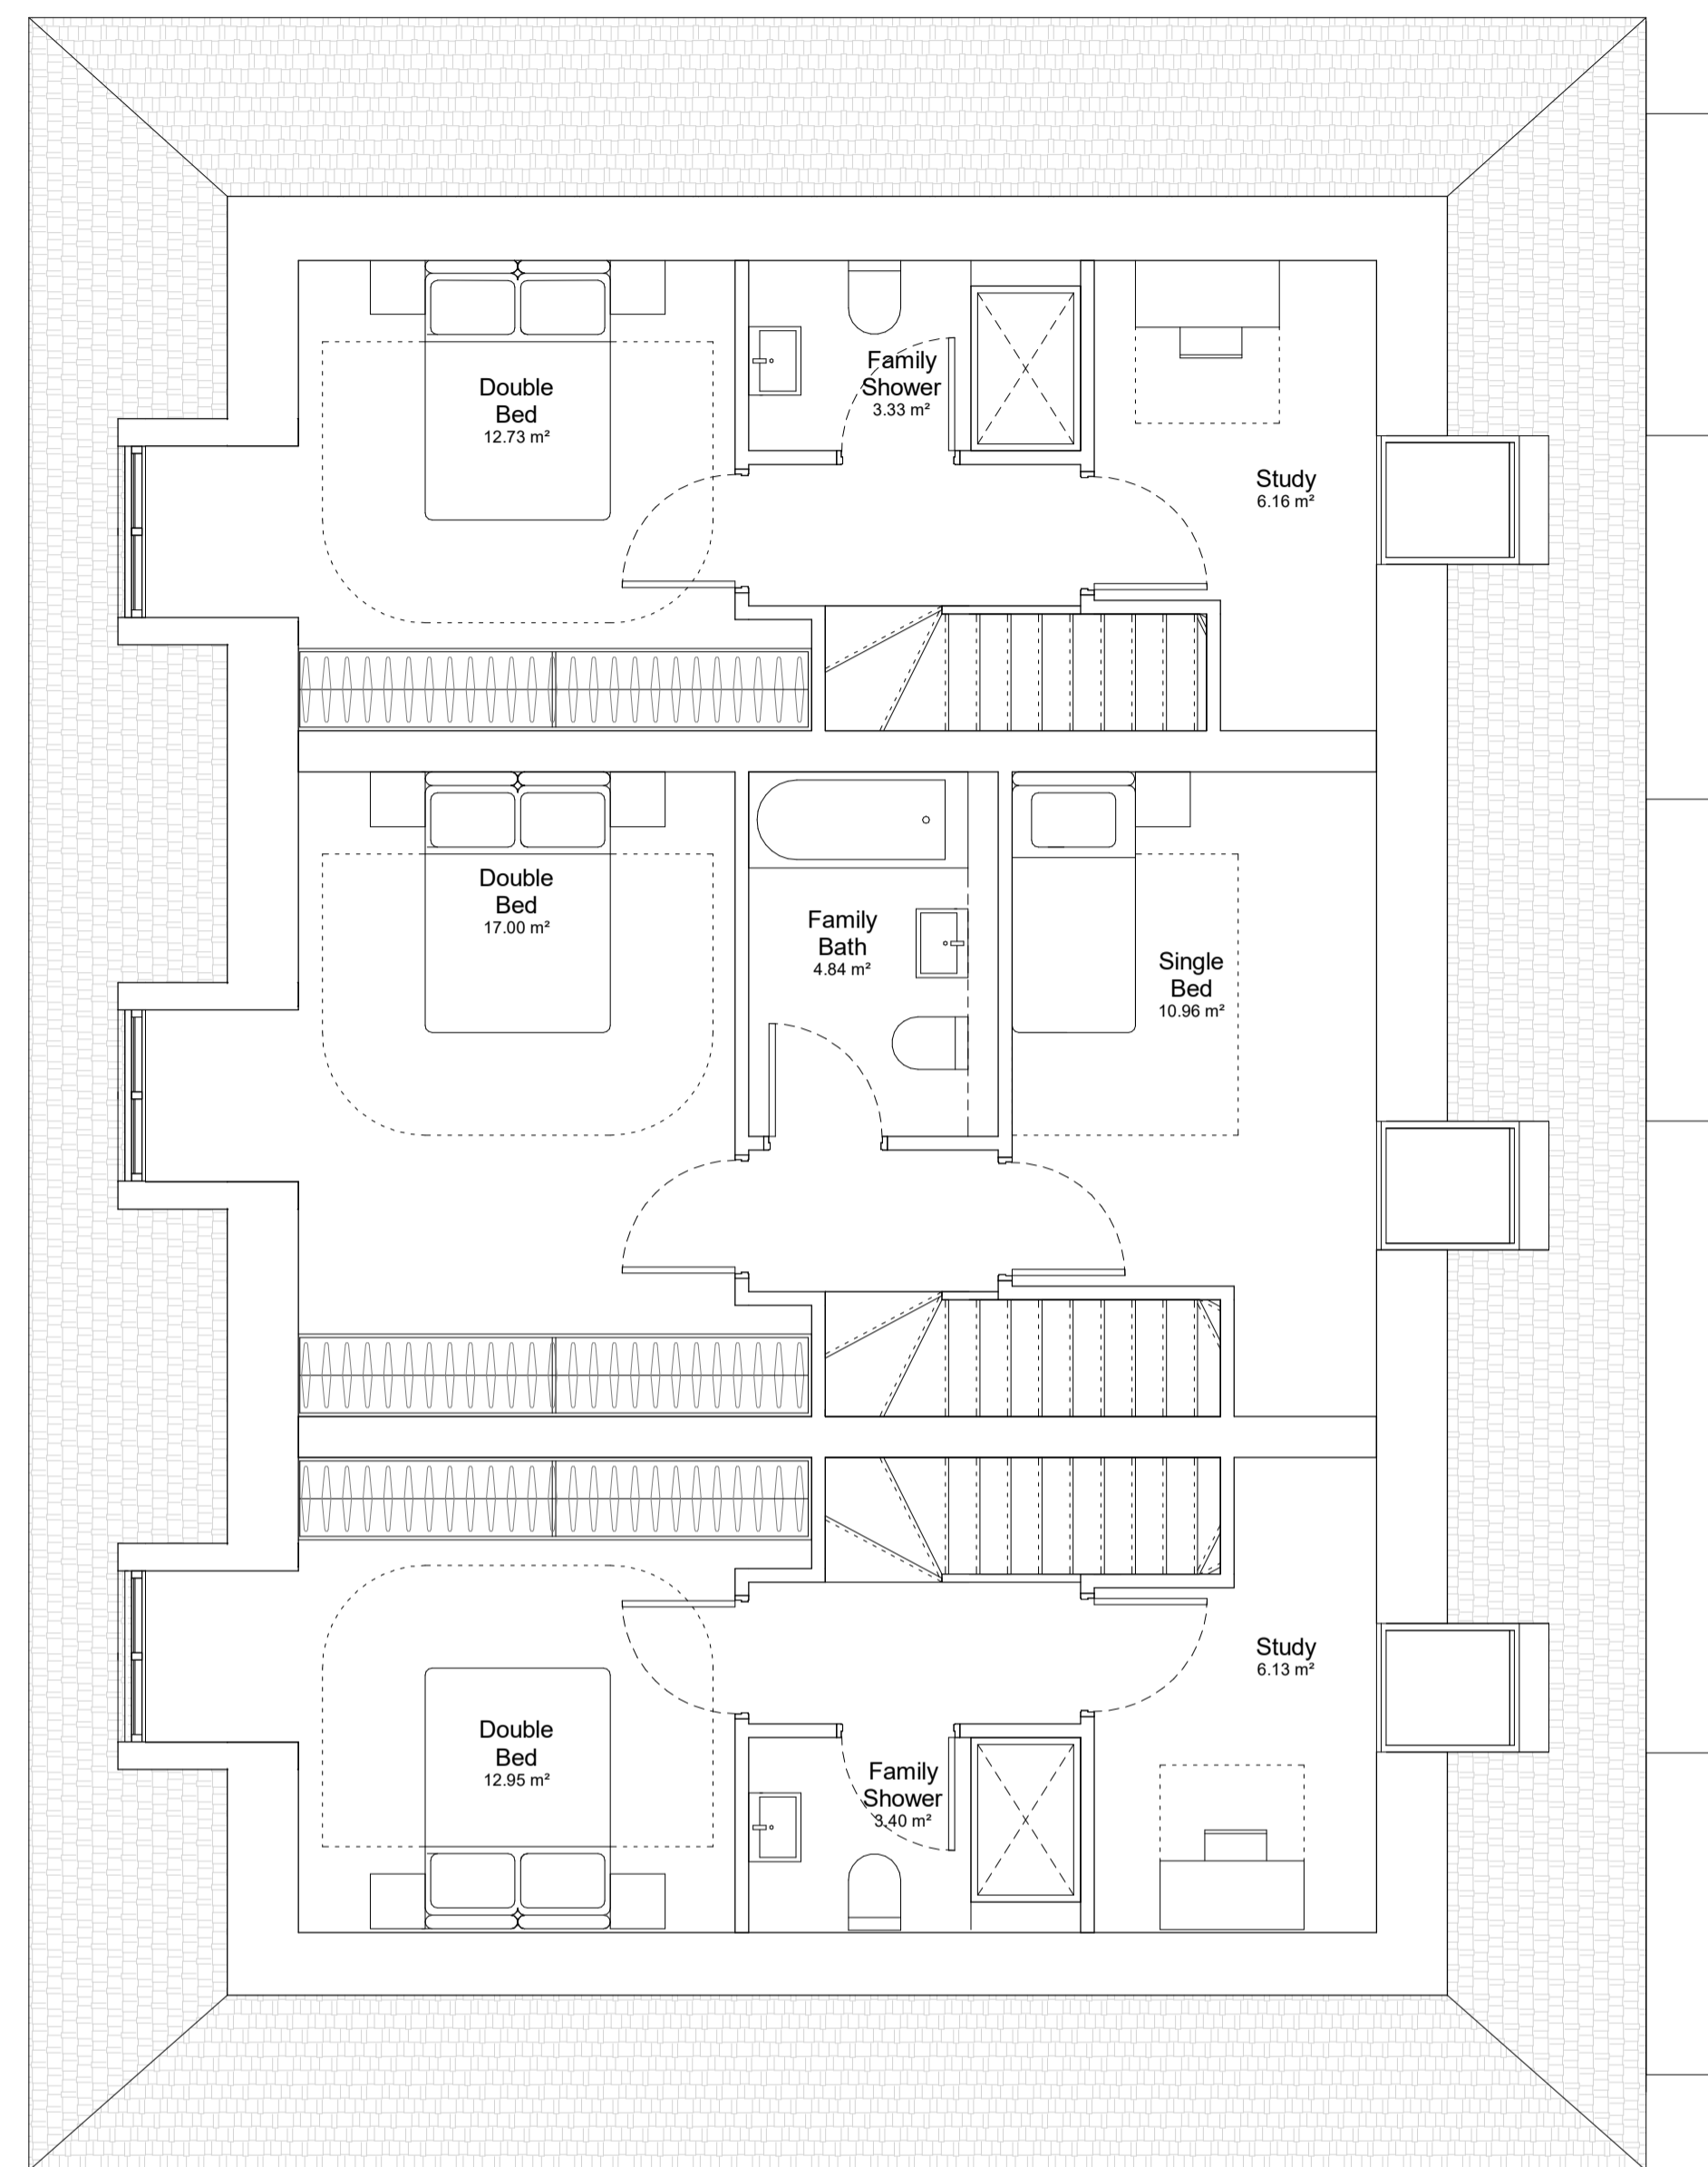 Double
Bed
12.73 m²
Family
Shower
3.33 m²
Study
6.16 m²
Double
Bed
17.00 m²
Family
Bath
4.84 m²
Single
Bed
10.96 m²
Study
6.13 m²
Double
Bed
12.95 m²
Family
Shower
3.40 m²